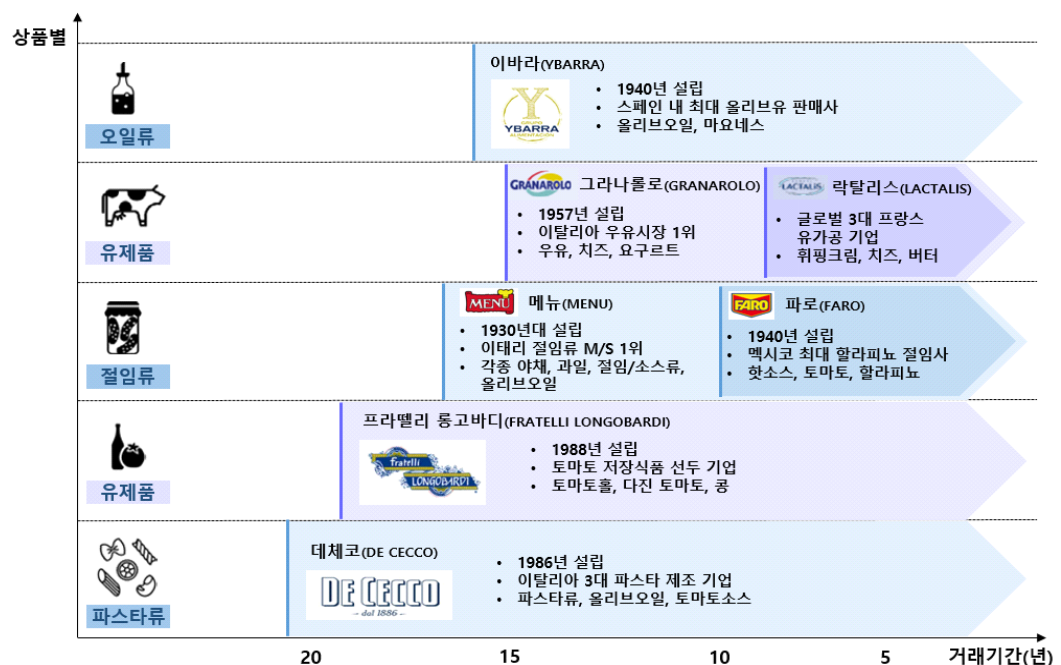 상품별
이바라(YBARRA)
GRUPO
YBARRA
ALIMENTACIÓN
• 1940년 설립
• 스페인 내 최대 올리브유 판매사
• 올리브오일, 마요네스
오일류
GRANAROLO 그라나롤로(GRANAROLO)
• 1957년 설립
• 이탈리아 우유시장 1위
• 우유, 치즈, 요구르트
LACTALIS 락탈리스(LACTALIS)
• 글로벌 3대 프랑스
유가공 기업
• 휘핑크림, 치즈, 버터
유제품
MENÙ 메뉴(MENU)
• 1930년대 설립
• 이태리 절임류 M/S 1위
• 각종 야채, 과일, 절임/소스류,
올리브오일
FARO 파로(FARO)
• 1940년 설립
• 멕시코 최대 할라피뇨 절임사
• 핫소스, 토마토, 할라피뇨
절임류
프라뗄리 롱고바디(FRATELLI LONGOBARDI)
fratelli
LONGOBARDI
• 1988년 설립
• 토마토 저장식품 선두 기업
• 토마토홀, 다진 토마토, 콩
유제품
데체코(DE CECCO)
DE CECCO
– dal 1886 –
• 1986년 설립
• 이탈리아 3대 파스타 제조 기업
• 파스타류, 올리브오일, 토마토소스
파스타류
20 15 10 5 거래기간(년)